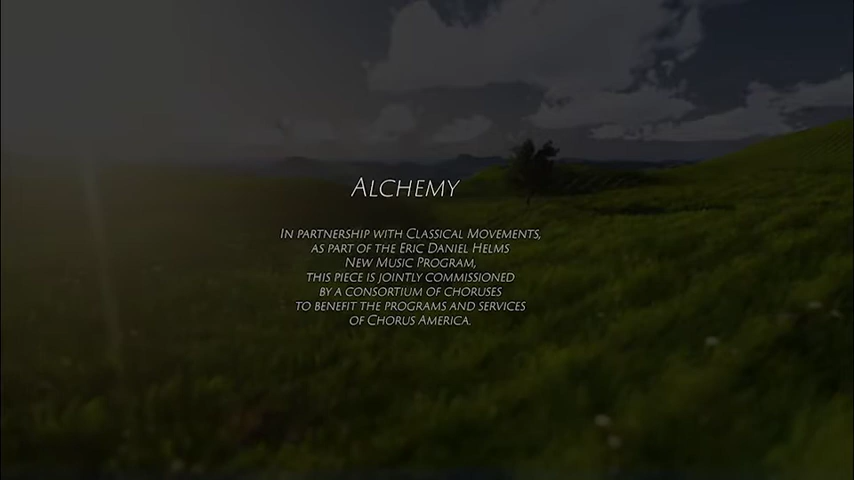 Alchemy
In partnership with Classical Movements,
as part of the Eric Daniel Helms
New Music Program,
this piece is jointly commissioned
by a consortium of choruses
to benefit the programs and services
of Chorus America.